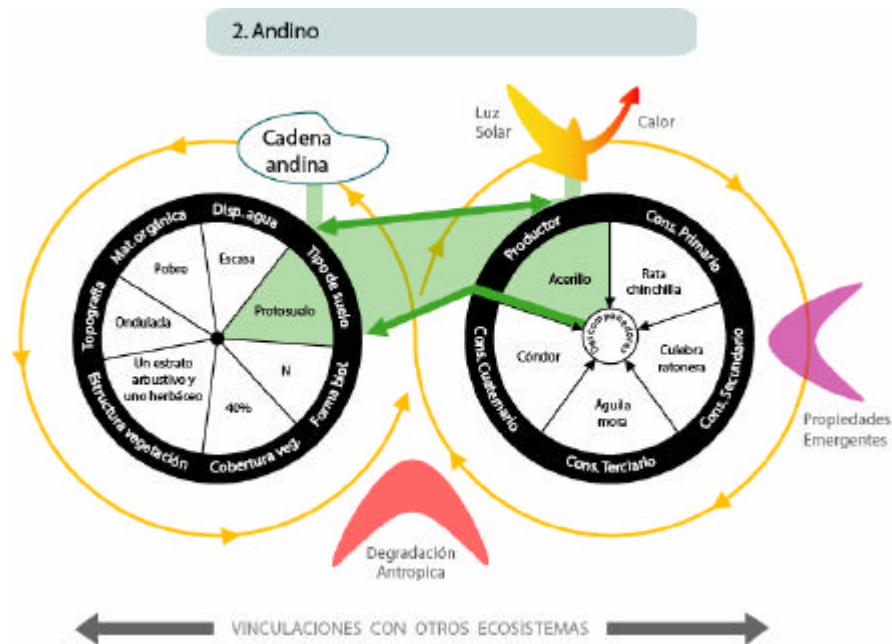 2. Andino
Cadena
andina
Luz
Solar
Calor
Disp. agua
Mat. orgánica
Topografía
Estructura vegetación
Cobertura veg.
Forma biol.
Tipo de suelo
Escasa
Pobre
Ondulada
Un estrato
arbustivo y
uno herbáceo
40%
N
Protosuelo
Productor
Cons. Primario
Cons. Secundario
Cons. Terciario
Cons. Cuaternario
Acerillo
Rata
chinchilla
Culebra
ratonera
Águila
mora
Cóndor
Propiedades
Emergentes
Degradación
Antropica
VINCULACIONES CON OTROS ECOSISTEMAS